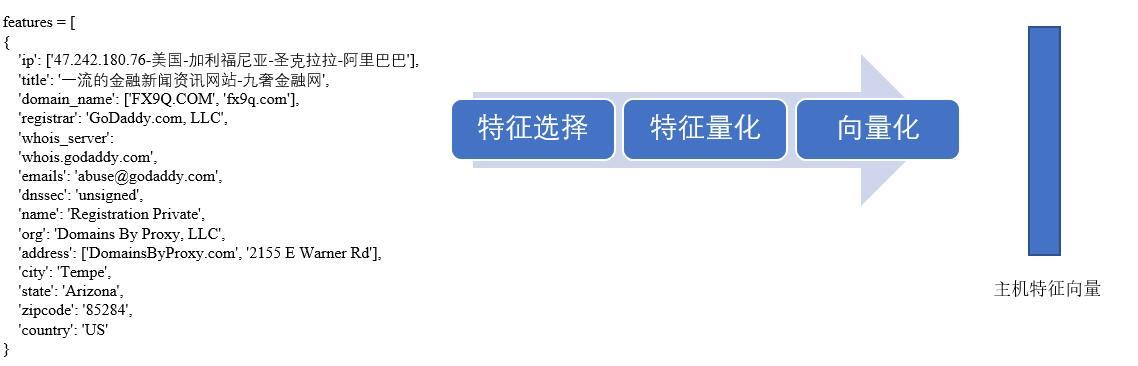 features = [
{
'ip': ['47.242.180.76-美国-加利福尼亚-圣克拉拉-阿里巴巴'],
'title': '一流的金融新闻资讯网站-九奢金融网',
'domain_name': ['FX9Q.COM', 'fx9q.com'],
'registrar': 'GoDaddy.com, LLC',
'whois_server':
'whois.godaddy.com',
'emails': 'abuse@godaddy.com',
'dnssec': 'unsigned',
'name': 'Registration Private',
'org': 'Domains By Proxy, LLC',
'address': ['DomainsByProxy.com', '2155 E Warner Rd'],
'city': 'Tempe',
'state': 'Arizona',
'zipcode': '85284',
'country': 'US'
}
特征选择
特征量化
向量化
主机特征向量